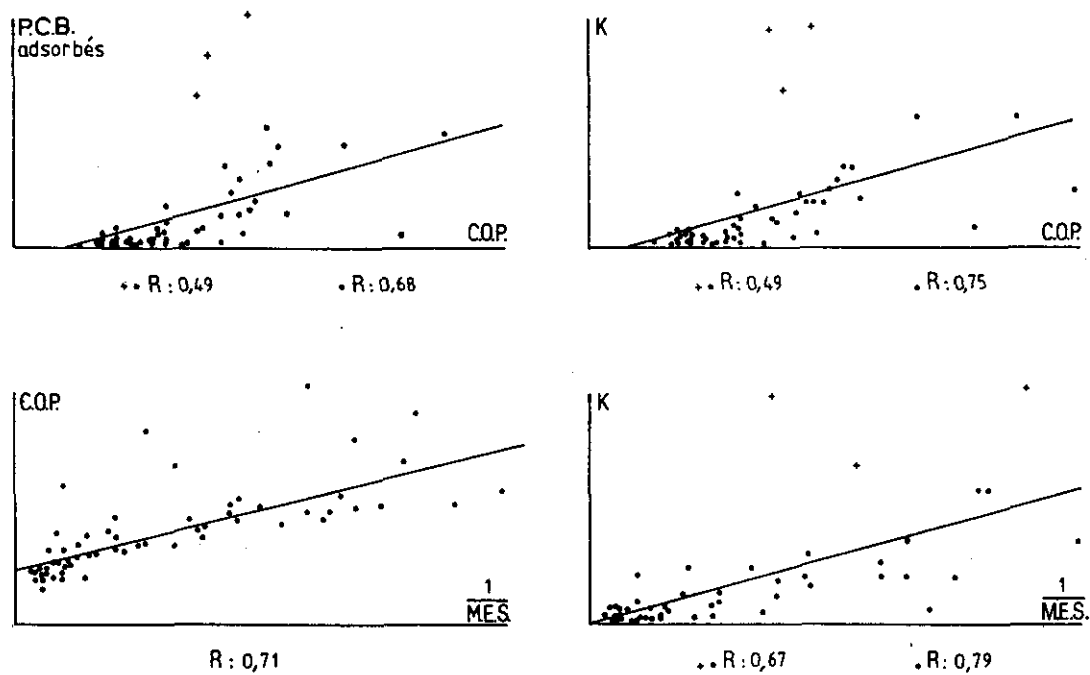 P.C.B.
adsorbés
C.O.P.
+• R : 0,49
• R : 0,68
K
C.O.P.
+• R : 0,49
• R : 0,75
C.O.P.
1
M.E.S.
R : 0,71
K
1
M.E.S.
+• R : 0,67
• R : 0,79